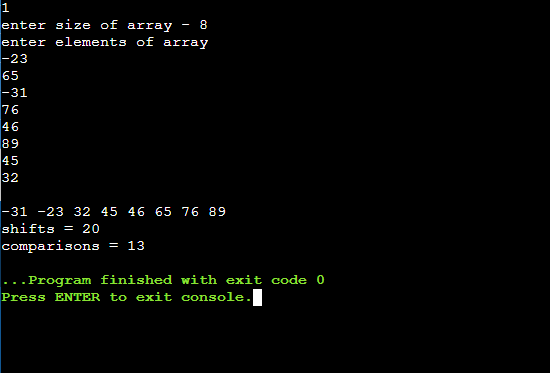 1
enter size of array - 8
enter elements of array
-23
65
-31
76
46
89
45
32
-31 -23 32 45 46 65 76 89
shifts = 20
comparisons = 13
...Program finished with exit code 0
Press ENTER to exit console.